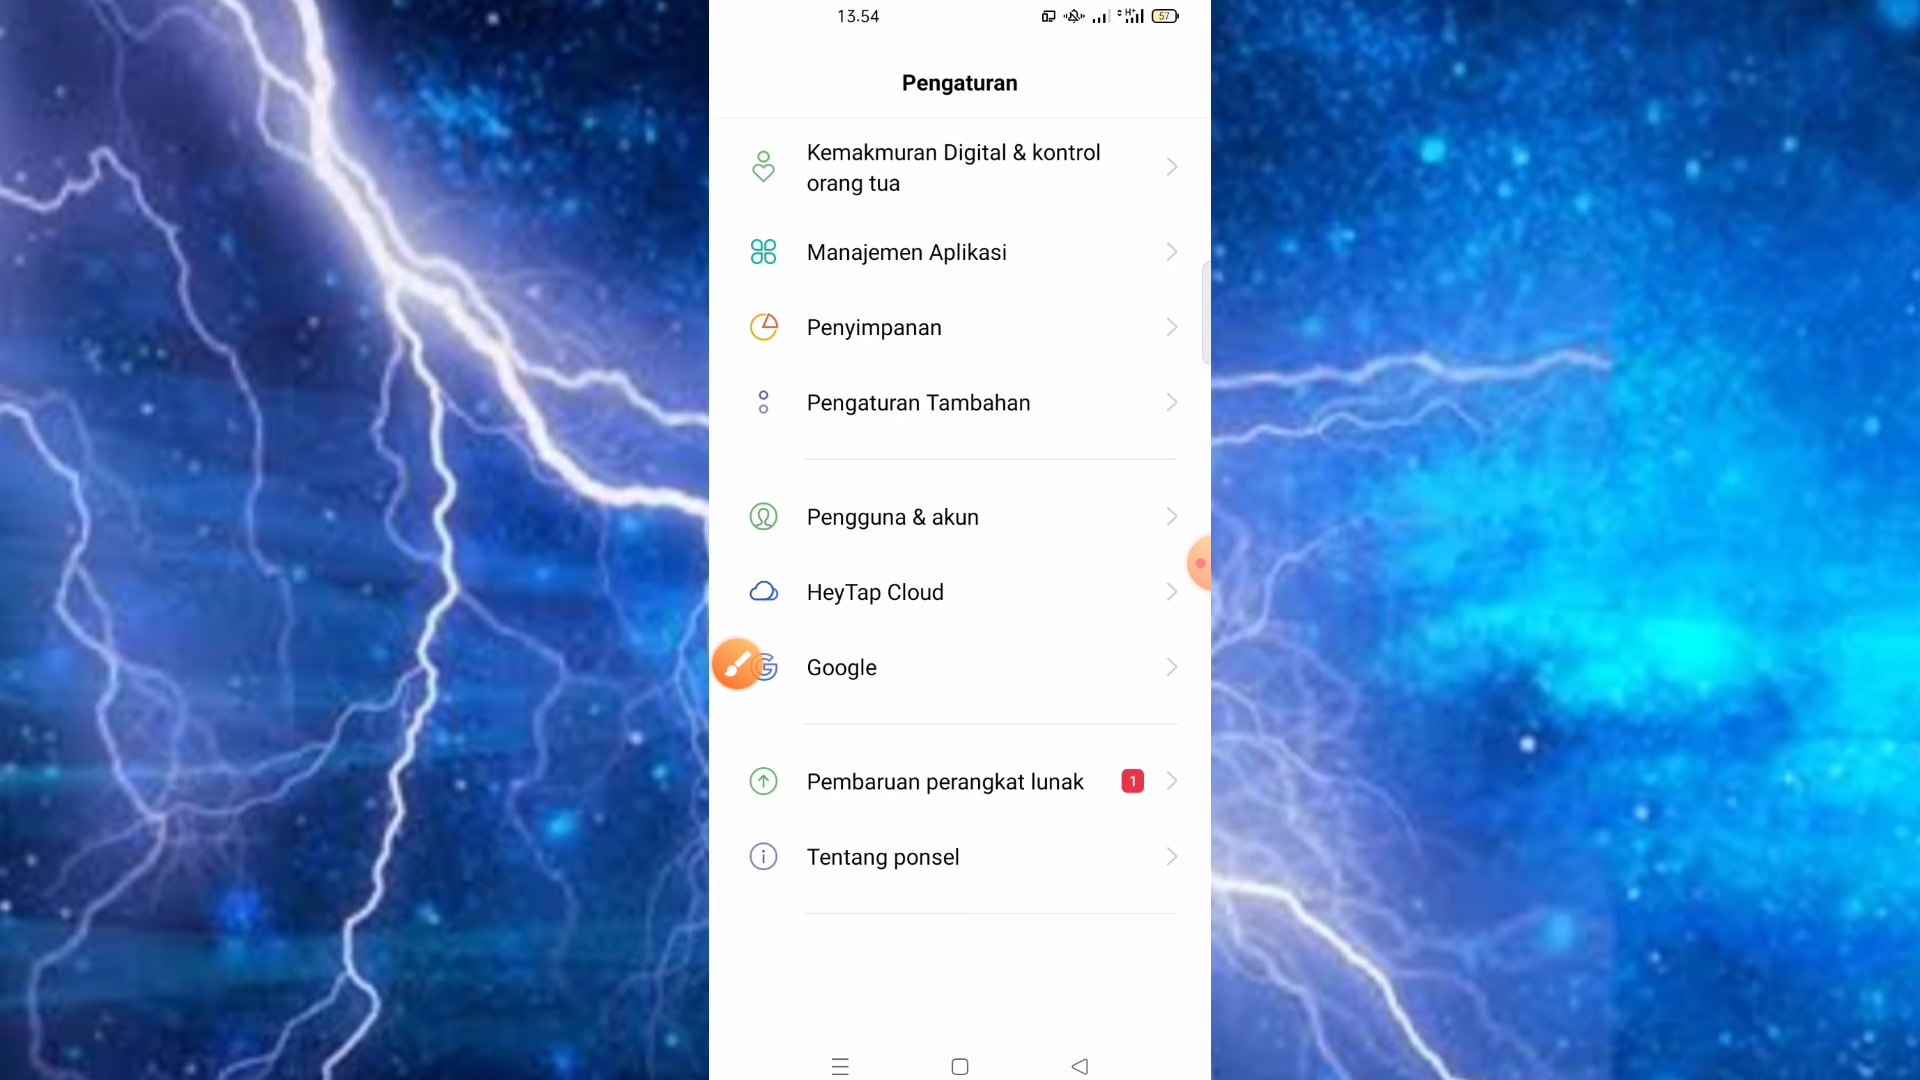 13.54
H+
57
Pengaturan
Kemakmuran Digital & kontrol
orang tua
Manajemen Aplikasi
Penyimpanan
Pengaturan Tambahan
Pengguna & akun
HeyTap Cloud
Google
Pembaruan perangkat lunak 1
Tentang ponsel